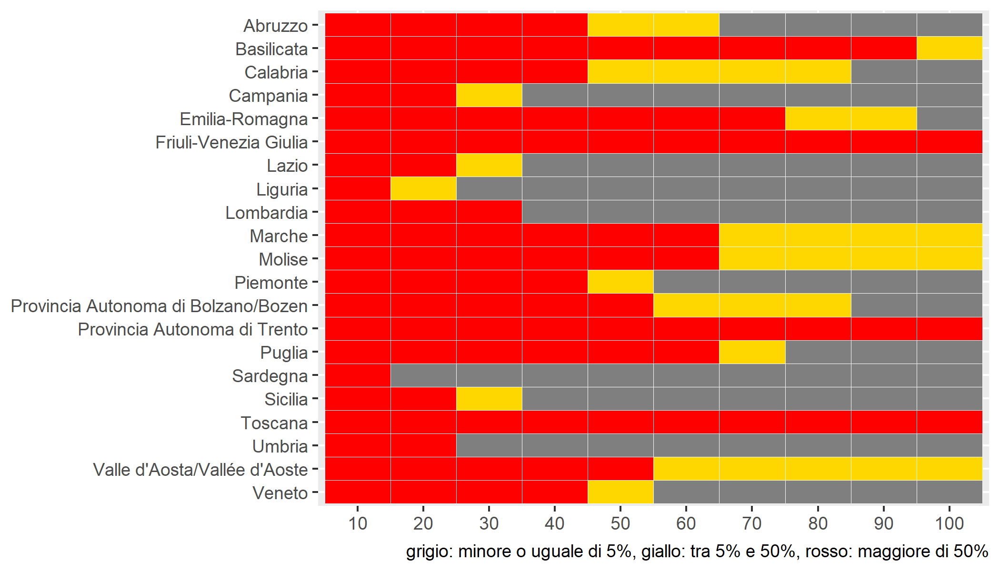 Abruzzo
Basilicata
Calabria
Campania
Emilia-Romagna
Friuli-Venezia Giulia
Lazio
Liguria
Lombardia
Marche
Molise
Piemonte
Provincia Autonoma di Bolzano/Bozen
Provincia Autonoma di Trento
Puglia
Sardegna
Sicilia
Toscana
Umbria
Valle d'Aosta/Vallée d'Aoste
Veneto
10 20 30 40 50 60 70 80 90 100
grigio: minore o uguale di 5%, giallo: tra 5% e 50%, rosso: maggiore di 50%